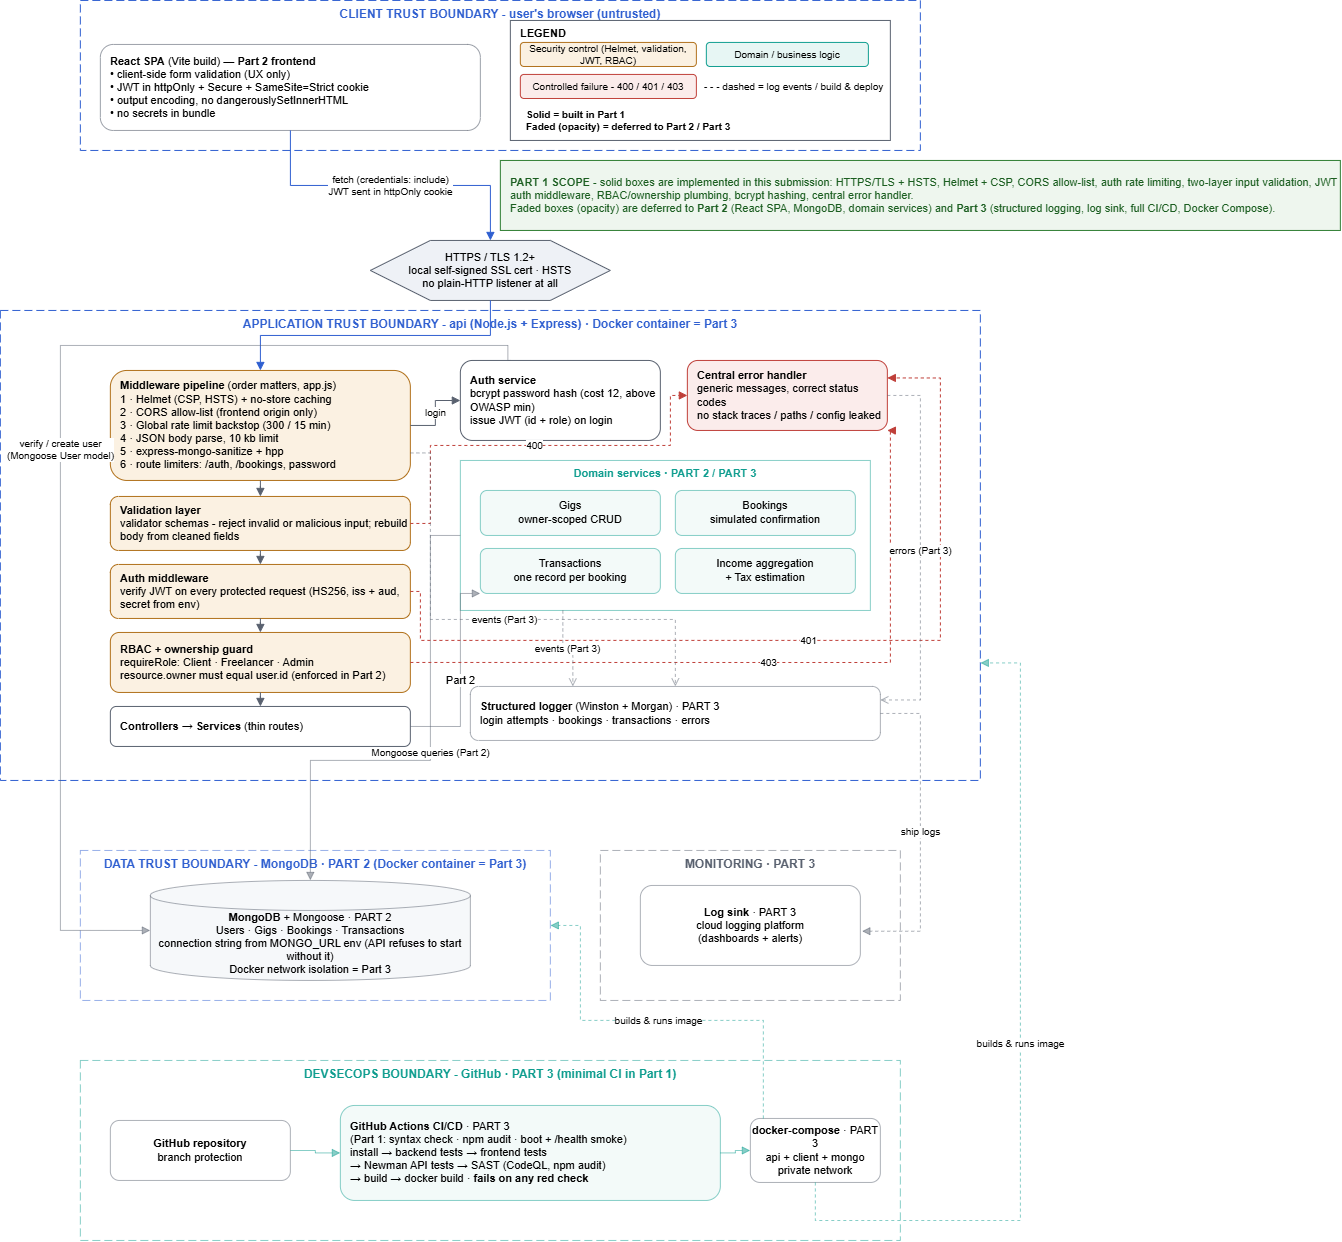 CLIENT TRUST BOUNDARY - user's browser (untrusted)
React SPA (Vite build) — Part 2 frontend
• client-side form validation (UX only)
• JWT in httpOnly + Secure + SameSite=Strict cookie
• output encoding, no dangerouslySetInnerHTML
• no secrets in bundle
LEGEND
Security control (Helmet, validation,
JWT, RBAC)
Domain / business logic
Controlled failure - 400 / 401 / 403
- - - dashed = log events / build & deploy
Solid = built in Part 1
Faded (opacity) = deferred to Part 2 / Part 3
fetch (credentials: include)
JWT sent in httpOnly cookie
PART 1 SCOPE - solid boxes are implemented in this submission: HTTPS/TLS + HSTS, Helmet + CSP, CORS allow-list, auth rate limiting, two-layer input validation, JWT
auth middleware, RBAC/ownership plumbing, bcrypt hashing, central error handler.
Faded boxes (opacity) are deferred to Part 2 (React SPA, MongoDB, domain services) and Part 3 (structured logging, log sink, full CI/CD, Docker Compose).
HTTPS / TLS 1.2+
local self-signed SSL cert · HSTS
no plain-HTTP listener at all
APPLICATION TRUST BOUNDARY - api (Node.js + Express) · Docker container = Part 3
Middleware pipeline (order matters, app.js)
1 · Helmet (CSP, HSTS) + no-store caching
2 · CORS allow-list (frontend origin only)
3 · Global rate limit backstop (300 / 15 min)
4 · JSON body parse, 10 kb limit
5 · express-mongo-sanitize + hpp
6 · route limiters: /auth, /bookings, password
login
Auth service
bcrypt password hash (cost 12, above
OWASP min)
issue JWT (id + role) on login
Central error handler
generic messages, correct status
codes
no stack traces / paths / config leaked
verify / create user
(Mongoose User model)
400
Validation layer
validator schemas - reject invalid or malicious input; rebuild
body from cleaned fields
Domain services · PART 2 / PART 3
Gigs
owner-scoped CRUD
Bookings
simulated confirmation
Transactions
one record per booking
Income aggregation
+ Tax estimation
errors (Part 3)
Auth middleware
verify JWT on every protected request (HS256, iss + aud,
secret from env)
events (Part 3)
401
events (Part 3)
403
RBAC + ownership guard
requireRole: Client · Freelancer · Admin
resource.owner must equal user.id (enforced in Part 2)
Part 2
Structured logger (Winston + Morgan) · PART 3
login attempts · bookings · transactions · errors
Controllers → Services (thin routes)
Mongoose queries (Part 2)
ship logs
DATA TRUST BOUNDARY - MongoDB · PART 2 (Docker container = Part 3)
MongoDB + Mongoose · PART 2
Users · Gigs · Bookings · Transactions
connection string from MONGO_URL env (API refuses to start
without it)
Docker network isolation = Part 3
MONITORING · PART 3
Log sink · PART 3
cloud logging platform
(dashboards + alerts)
builds & runs image
builds & runs image
DEVSECOPS BOUNDARY - GitHub · PART 3 (minimal CI in Part 1)
GitHub repository
branch protection
GitHub Actions CI/CD · PART 3
(Part 1: syntax check · npm audit · boot + /health smoke)
install → backend tests → frontend tests
→ Newman API tests → SAST (CodeQL, npm audit)
→ build → docker build · fails on any red check
docker-compose · PART
3
api + client + mongo
private network